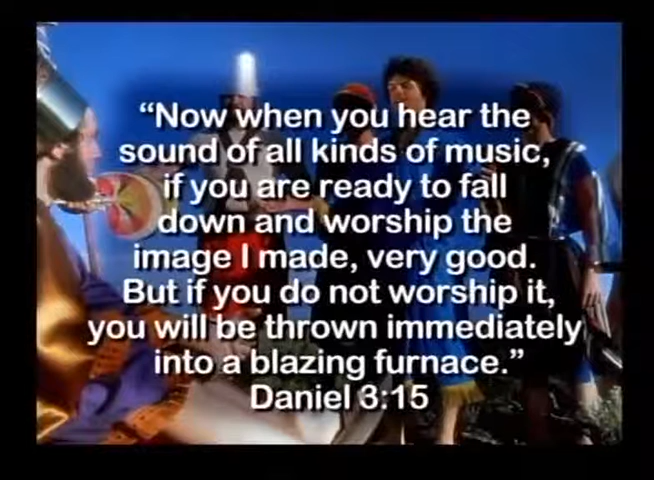 “Now when you hear the
sound of all kinds of music,
if you are ready to fall
down and worship the
image I made, very good.
But if you do not worship it,
you will be thrown immediately
into a blazing furnace.”
Daniel 3:15